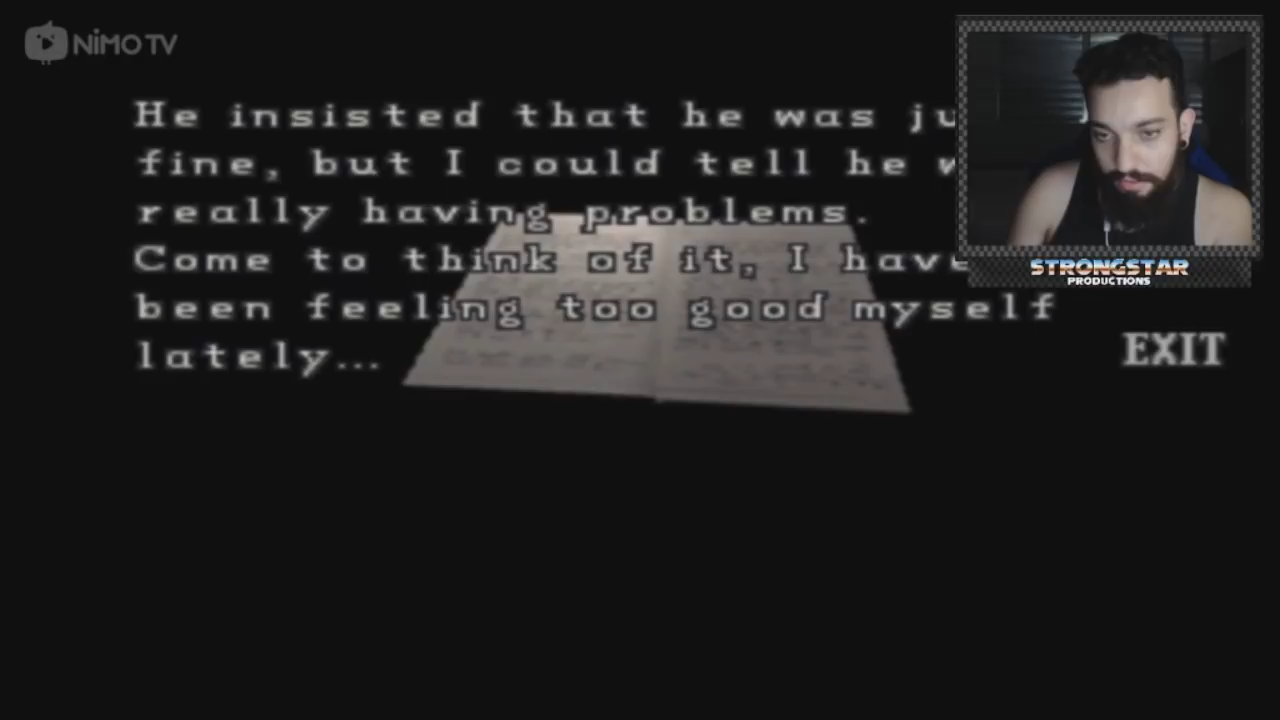 NIMO TV
He insisted that he was ju
fine, but I could tell he w
really having problems.
Come to think of it, I have
been feeling too good myself
lately...
EXIT
STRONGSTAR
PRODUCTIONS